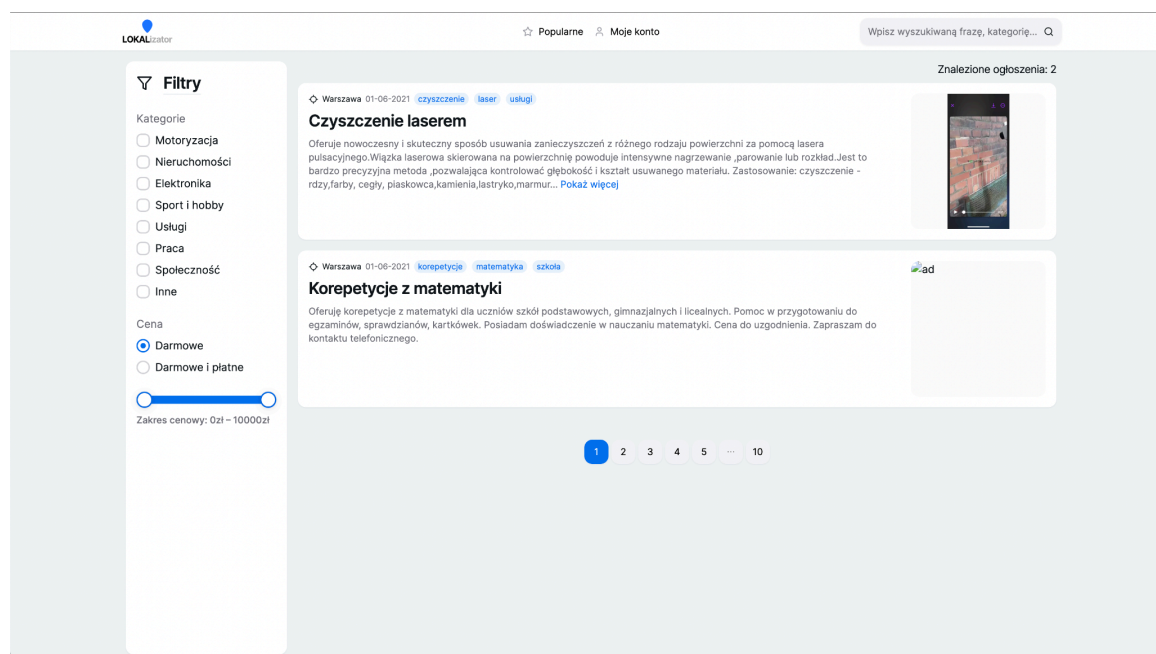 LOKALizator
Popularne
Moje konto
Wpisz wyszukiwaną frazę, kategorię...
Filtry
Kategorie
Motoryzacja
Nieruchomości
Elektronika
Sport i hobby
Usługi
Praca
Społeczność
Inne
Cena
Darmowe
Darmowe i płatne
Zakres cenowy: 0zł – 10000zł
Znalezione ogłoszenia: 2
Warszawa 01-06-2021 czyszczenie laser usługi
Czyszczenie laserem
Oferuje nowoczesny i skuteczny sposób usuwania zanieczyszczeń z różnego rodzaju powierzchni za pomocą lasera
pulsacyjnego.Wiązka laserowa skierowana na powierzchnię powoduje intensywne nagrzewanie ,parowanie lub rozkład.Jest to
bardzo precyzyjna metoda ,pozwalająca kontrolować głębokość i kształt usuwanego materiału. Zastosowanie: czyszczenie -
rdzy,farby, cegły, piaskowca,kamienia,lastryko,marmur... Pokaż więcej
Warszawa 01-06-2021 korepetycje matematyka szkoła
Korepetycje z matematyki
Oferuję korepetycje z matematyki dla uczniów szkół podstawowych, gimnazjalnych i licealnych. Pomoc w przygotowaniu do
egzaminów, sprawdzianów, kartkówek. Posiadam doświadczenie w nauczaniu matematyki. Cena do uzgodnienia. Zapraszam do
kontaktu telefonicznego.
ad
1 2 3 4 5 ... 10